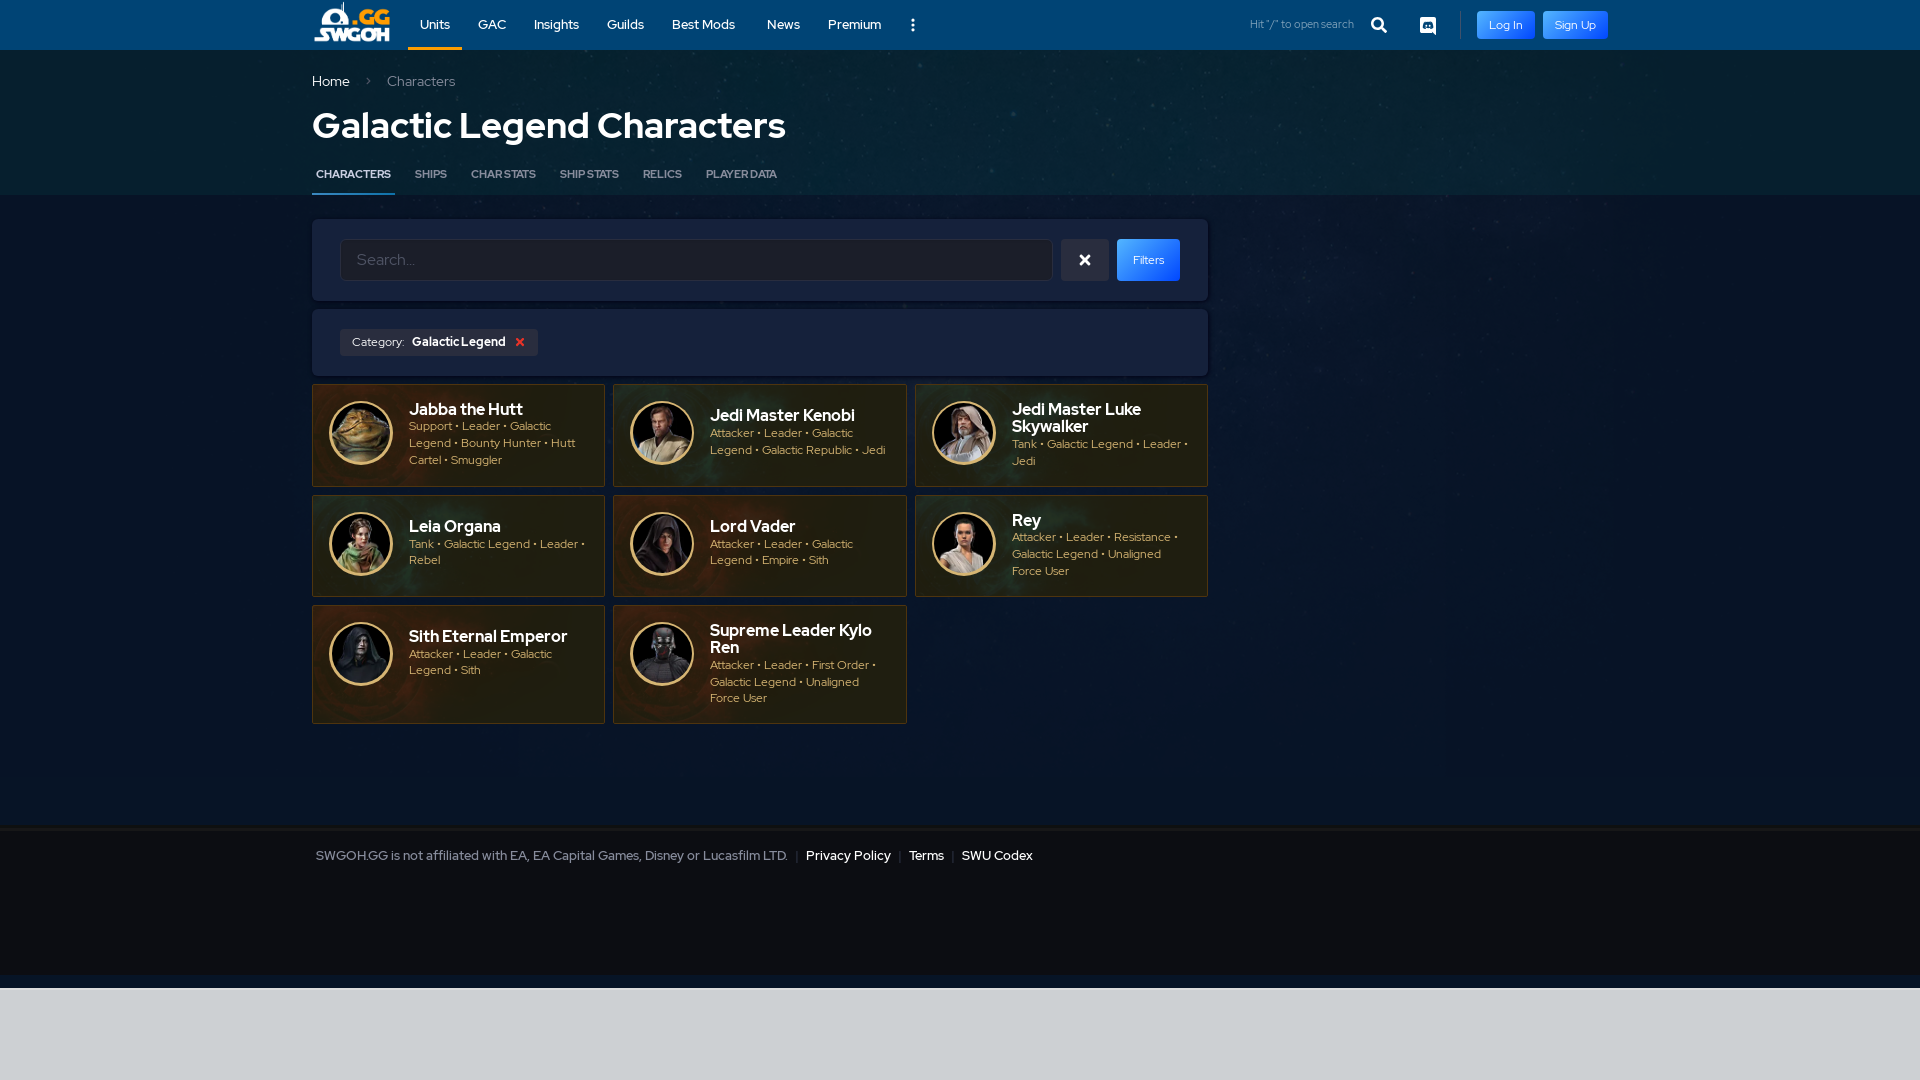 .GG
SWGOH
Units
GAC
Insights
Guilds
Best Mods
News
Premium
Hit "/" to open search
Log In
Sign Up
Home
Characters
Galactic Legend Characters
CHARACTERS
SHIPS
CHAR STATS
SHIP STATS
RELICS
PLAYER DATA
Search...
Filters
Category: Galactic Legend
Jabba the Hutt
Support • Leader • Galactic
Legend • Bounty Hunter • Hutt
Cartel • Smuggler
Jedi Master Kenobi
Attacker • Leader • Galactic
Legend • Galactic Republic • Jedi
Jedi Master Luke
Skywalker
Tank • Galactic Legend • Leader •
Jedi
Leia Organa
Tank • Galactic Legend • Leader •
Rebel
Lord Vader
Attacker • Leader • Galactic
Legend • Empire • Sith
Rey
Attacker • Leader • Resistance •
Galactic Legend • Unaligned
Force User
Sith Eternal Emperor
Attacker • Leader • Galactic
Legend • Sith
Supreme Leader Kylo
Ren
Attacker • Leader • First Order •
Galactic Legend • Unaligned
Force User
SWGOH.GG is not affiliated with EA, EA Capital Games, Disney or Lucasfilm LTD. | Privacy Policy | Terms | SWU Codex